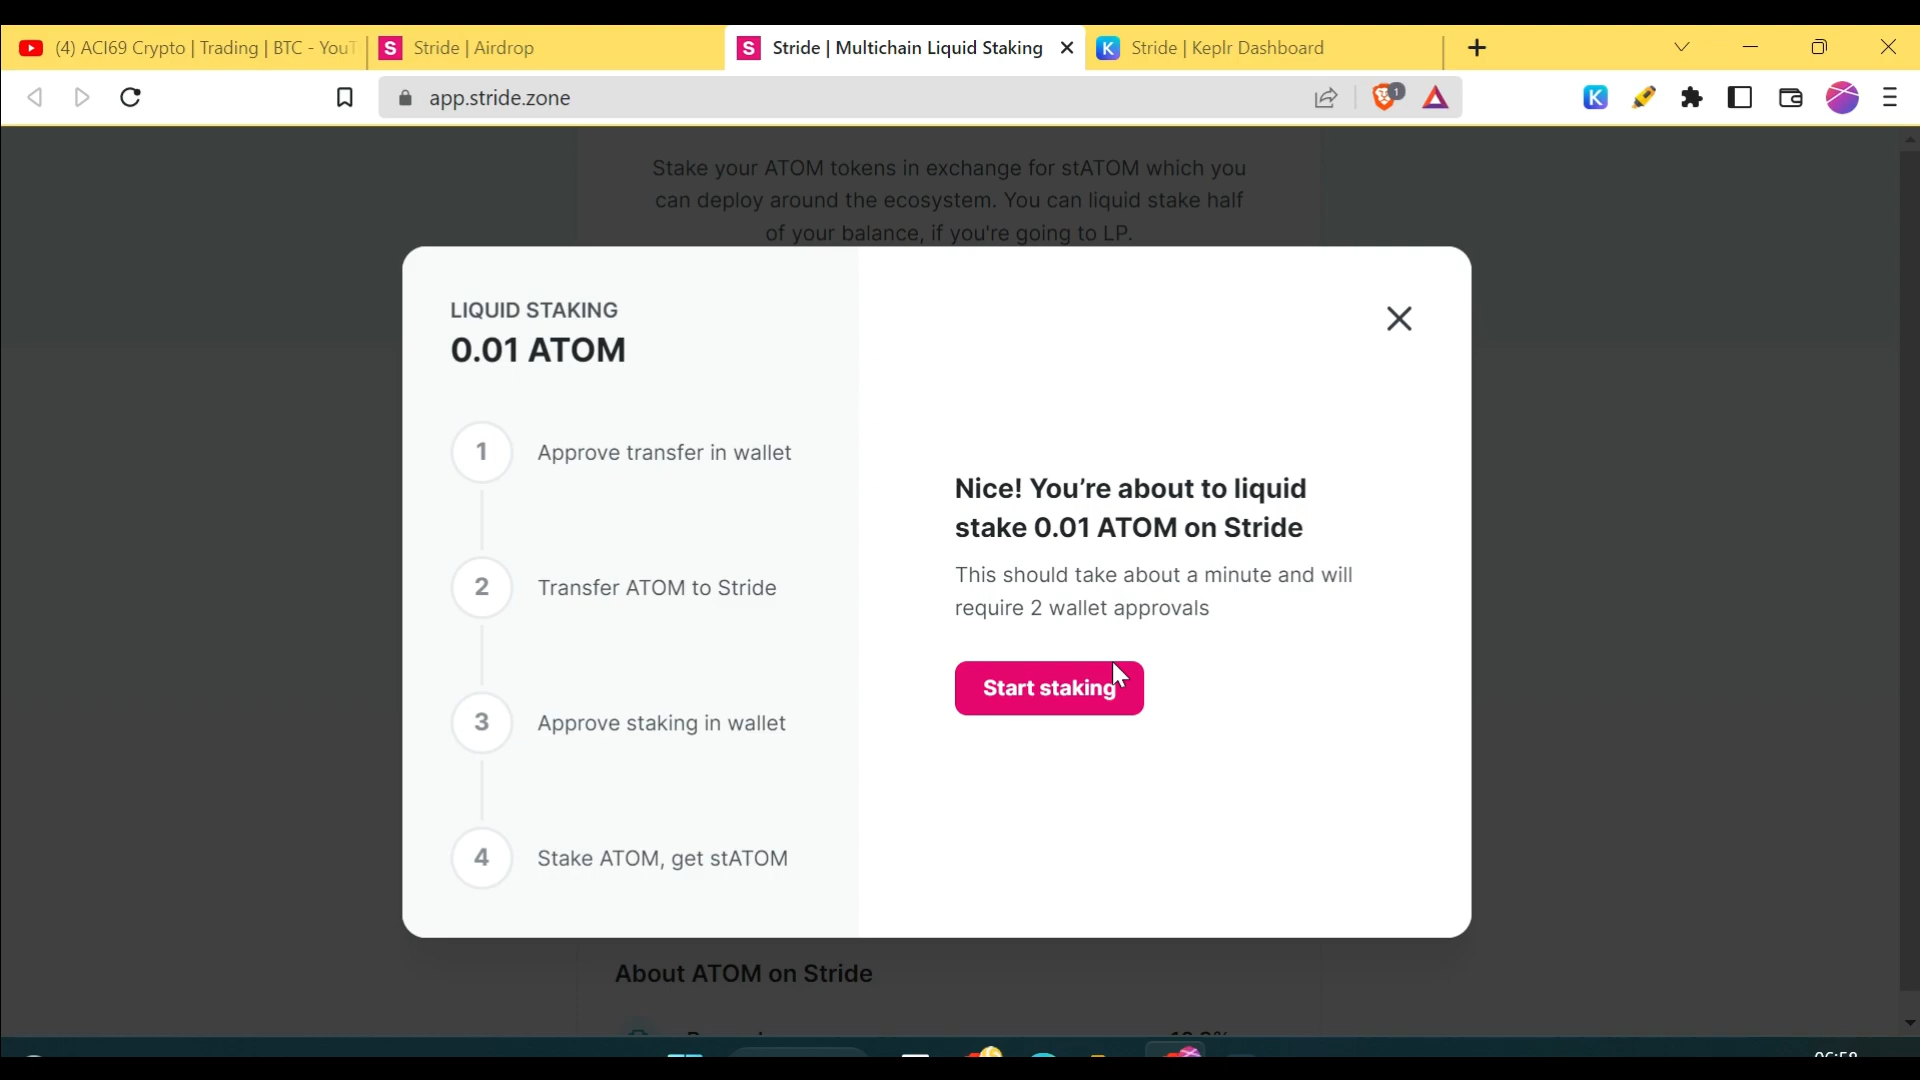 (4) ACI69 Crypto | Trading | BTC - YouT
Stride | Airdrop
Stride | Multichain Liquid Staking
Stride | Keplr Dashboard
app.stride.zone
1
Stake your ATOM tokens in exchange for stATOM which you
can deploy around the ecosystem. You can liquid stake half
of your balance, if you're going to LP.
LIQUID STAKING
0.01 ATOM
1 Approve transfer in wallet
2 Transfer ATOM to Stride
3 Approve staking in wallet
4 Stake ATOM, get stATOM
Nice! You’re about to liquid
stake 0.01 ATOM on Stride
This should take about a minute and will
require 2 wallet approvals
Start staking
About ATOM on Stride